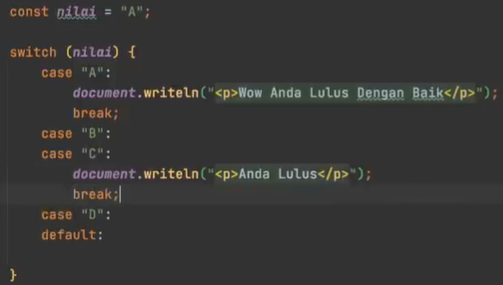 const nilai = "A";
switch (nilai) {
    case "A":
        document.writeln("<p>Wow Anda Lulus Dengan Baik</p>");
        break;
    case "B":
    case "C":
        document.writeln("<p>Anda Lulus</p>");
        break;
    case "D":
    default:
}